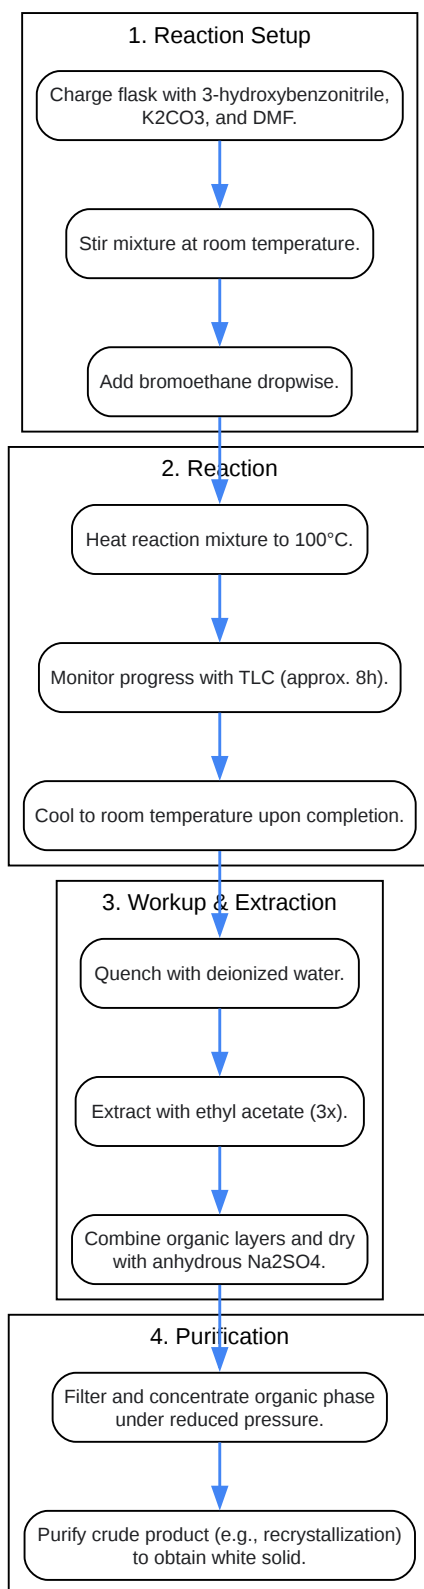 1. Reaction Setup
Charge flask with 3-hydroxybenzonitrile,
K2CO3, and DMF.
Stir mixture at room temperature.
Add bromoethane dropwise.
2. Reaction
Heat reaction mixture to 100°C.
Monitor progress with TLC (approx. 8h).
Cool to room temperature upon completion.
3. Workup & Extraction
Quench with deionized water.
Extract with ethyl acetate (3x).
Combine organic layers and dry
with anhydrous Na2SO4.
4. Purification
Filter and concentrate organic phase
under reduced pressure.
Purify crude product (e.g., recrystallization)
to obtain white solid.